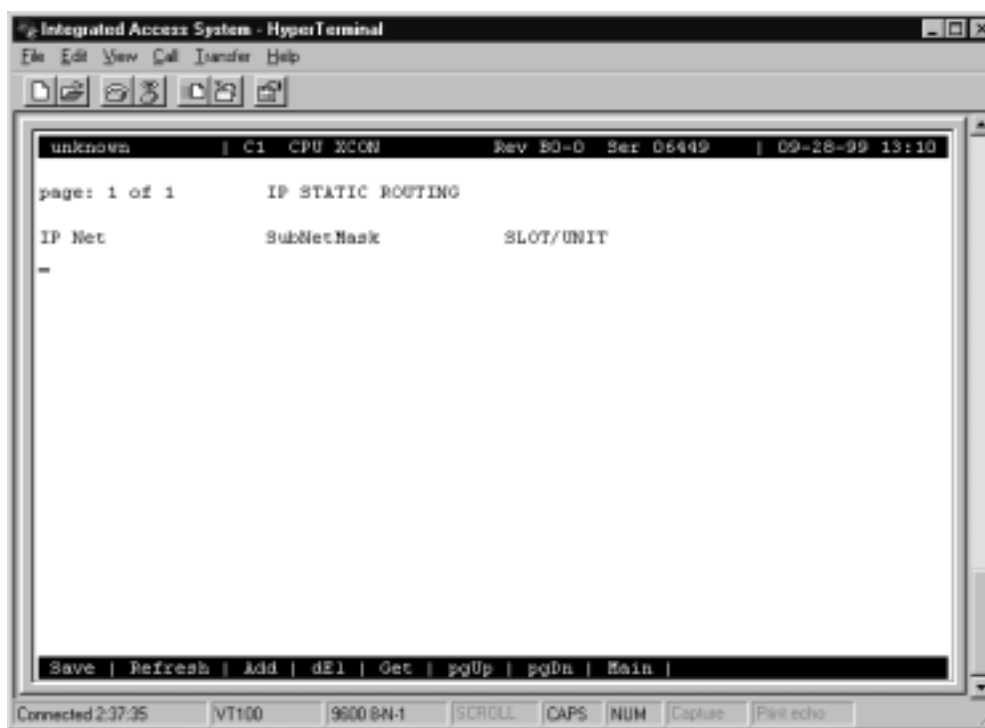 Integrated Access System - HyperTerminal
File Edit View Call Transfer Help
unknown | C1 CPU XCON Rev B0-0 Ser 06449 | 09-28-99 13:10
page: 1 of 1 IP STATIC ROUTING
IP Net SubNetMask SLOT/UNIT
Save | Refresh | Add | dEl | Get | pgUp | pgDn | Main |
Connected 2:37:35 VT100 9600 8-N-1 SCROLL CAPS NUM Capture Print echo